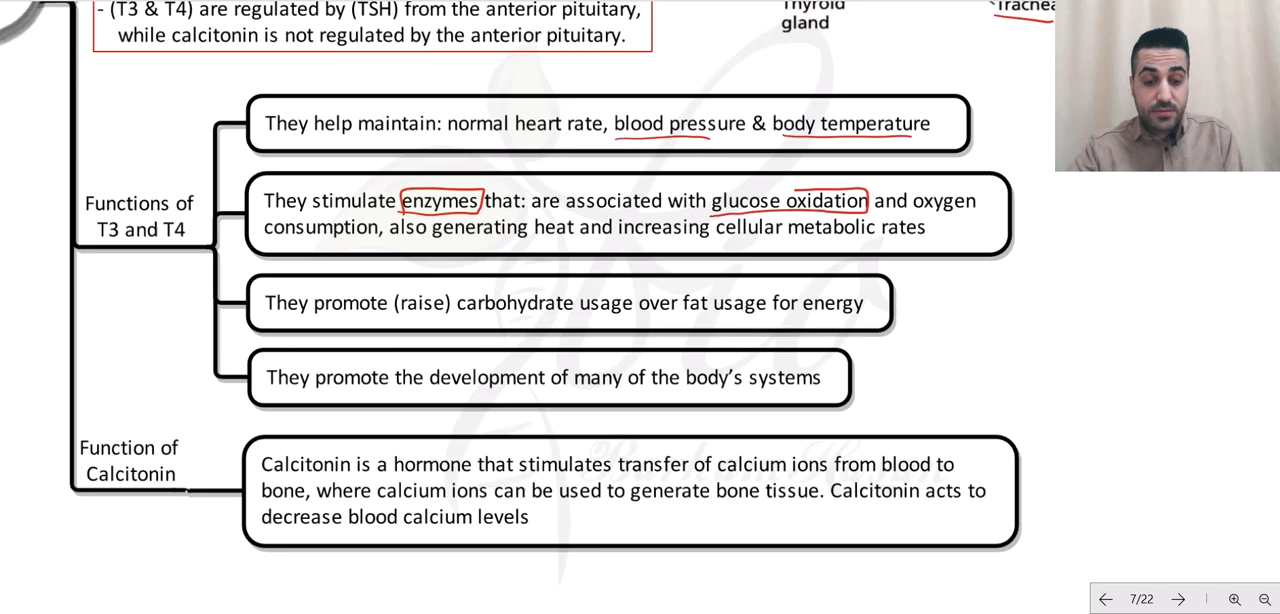 - (T3 & T4) are regulated by (TSH) from the anterior pituitary,
while calcitonin is not regulated by the anterior pituitary.
Thyroid
gland
Trachea
They help maintain: normal heart rate, blood pressure & body temperature
Functions of
T3 and T4
They stimulate enzymes that: are associated with glucose oxidation and oxygen
consumption, also generating heat and increasing cellular metabolic rates
They promote (raise) carbohydrate usage over fat usage for energy
They promote the development of many of the body's systems
Function of
Calcitonin
Calcitonin is a hormone that stimulates transfer of calcium ions from blood to
bone, where calcium ions can be used to generate bone tissue. Calcitonin acts to
decrease blood calcium levels
7/22